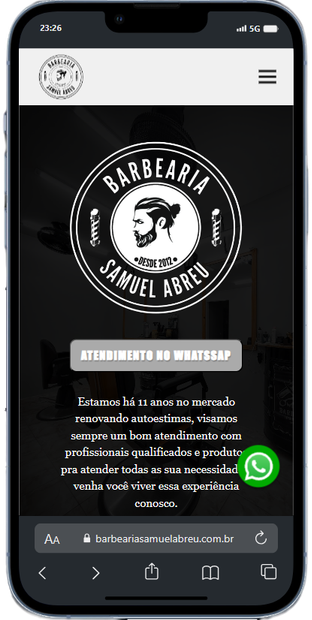 23:26
5G
BARBEARIA
SAMUEL ABREU
BARBEARIA
DESDE 2012
SAMUEL ABREU
ATENDIMENTO NO WHATSSAP
Estamos há 11 anos no mercado
renovando autoestimas, visamos
sempre um bom atendimento com
profissionais qualificados e produto
pra atender todas as sua necessidad
venha você viver essa experiência
conosco.
AA
barbeariasamuelabreu.com.br